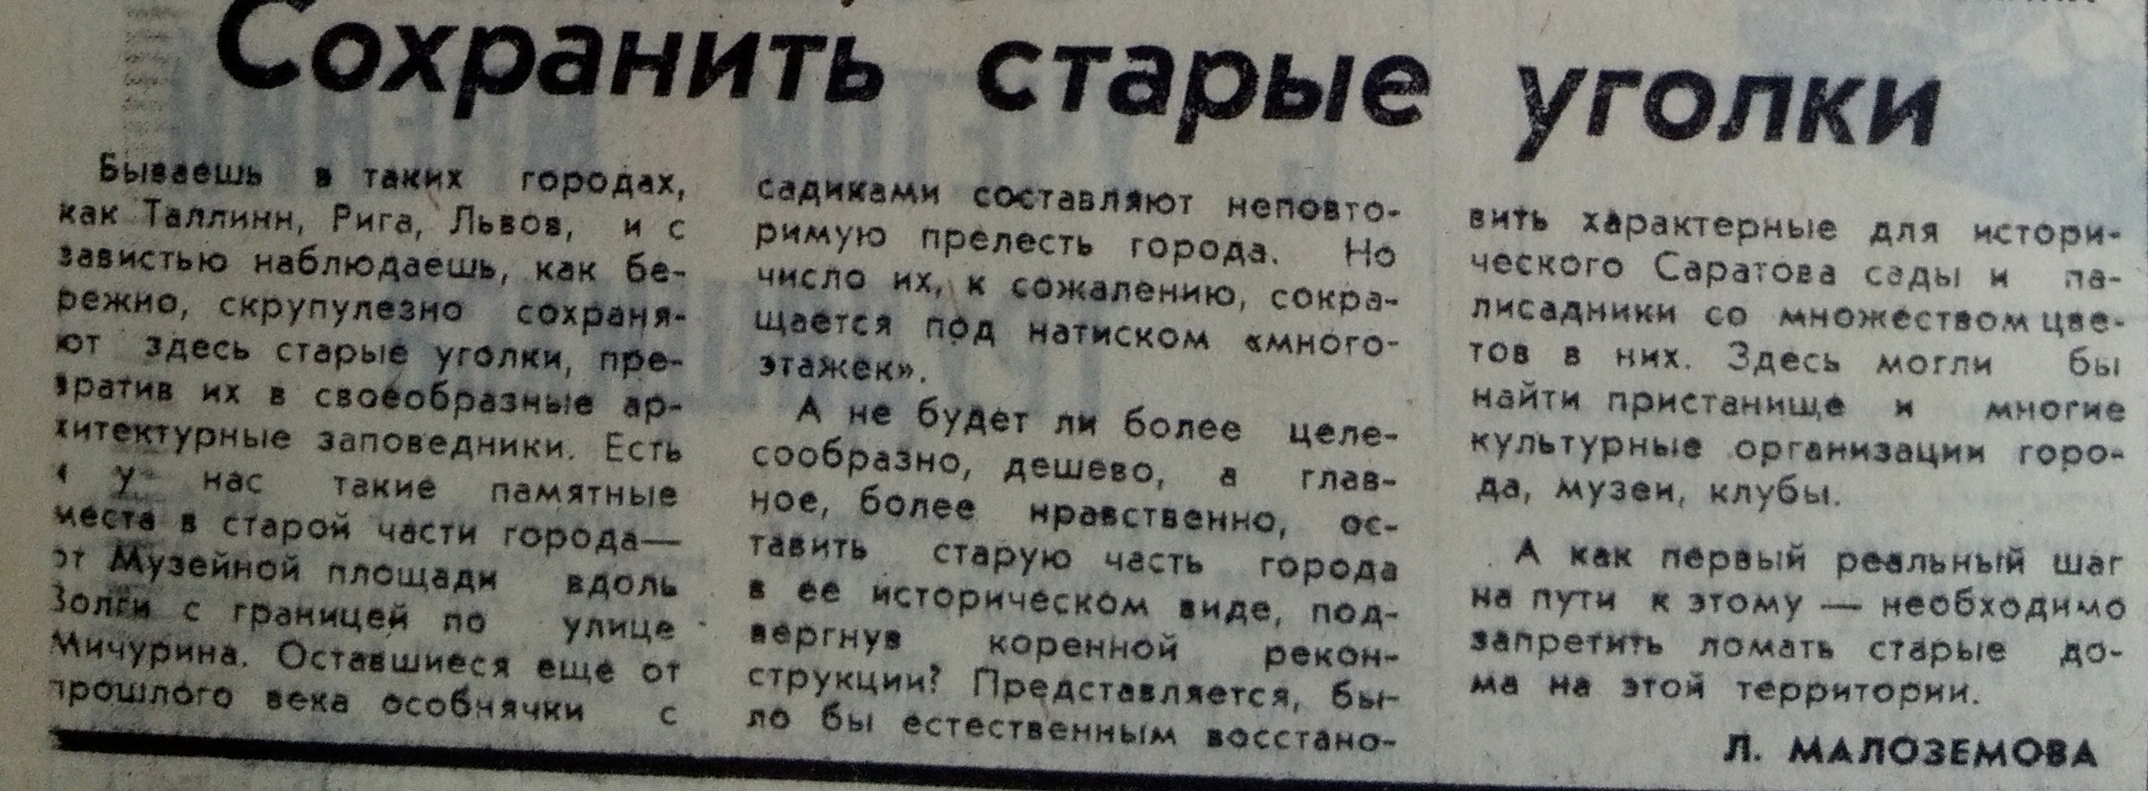 Сохранить старые уголки
Бываешь в таких городах,
как Таллинн, Рига, Львов, и с
завистью наблюдаешь, как бе-
режно, скрупулезно сохраня-
ют здесь старые уголки, пре-
вратив их в своеобразные ар-
хитектурные заповедники. Есть
и у нас такие памятные
места в старой части города—
от Музейной площади вдоль
Волги с границей по улице
Мичурина. Оставшиеся еще от
прошлого века особнячки с
садиками составляют неповто-
римую прелесть города. Но
число их, к сожалению, сокра-
щается под натиском «много-
этажек».
А не будет ли более целе-
сообразно, дешево, а глав-
ное, более нравственно, ос-
тавить старую часть города
в ее историческом виде, под-
вергнув коренной рекон-
струкции? Представляется, бы-
ло бы естественным восстано-
вить характерные для истори-
ческого Саратова сады и па-
лисадники со множеством цве-
тов в них. Здесь могли бы
найти пристанище и многие
культурные организации горо-
да, музеи, клубы.
А как первый реальный шаг
на пути к этому — необходимо
запретить ломать старые до-
ма на этой территории.
Л. МАЛОЗЕМОВА